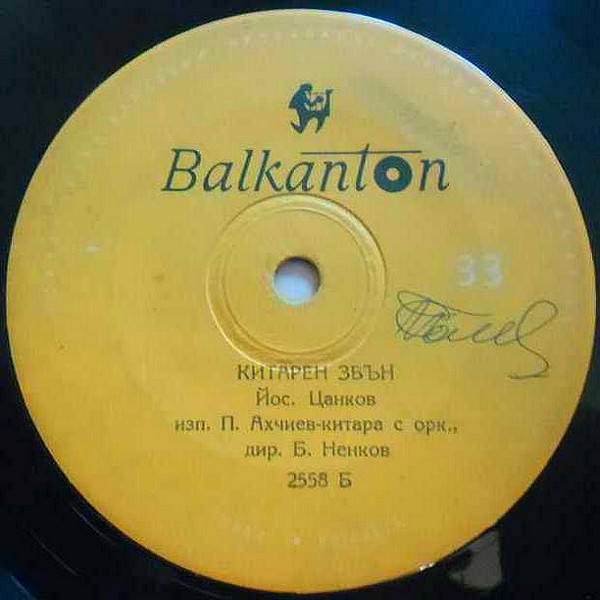 Balkanton
33
КИТАРЕН ЗВЪН
Йос. Цанков
изп. П. Ахчиев-китара с орк.,
дир. Б. Ненков
2558 Б